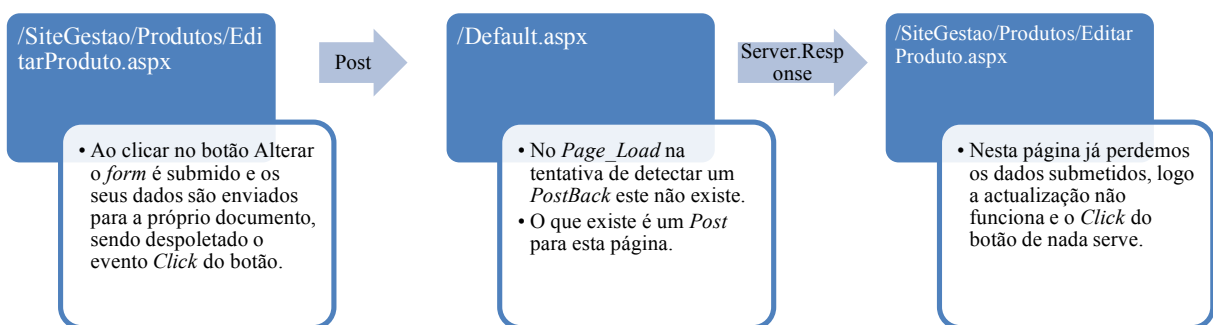 /SiteGestao/Produtos/Edi
tarProduto.aspx
• Ao clicar no botão Alterar
o form é submido e os
seus dados são enviados
para a próprio documento,
sendo despoletado o
evento Click do botão.
Post
/Default.aspx
• No Page_Load na
tentativa de detectar um
PostBack este não existe.
• O que existe é um Post
para esta página.
Server.Resp
onse
/SiteGestao/Produtos/Editar
Produto.aspx
• Nesta página já perdemos
os dados submetidos, logo
a actualização não
funciona e o Click do
botão de nada serve.